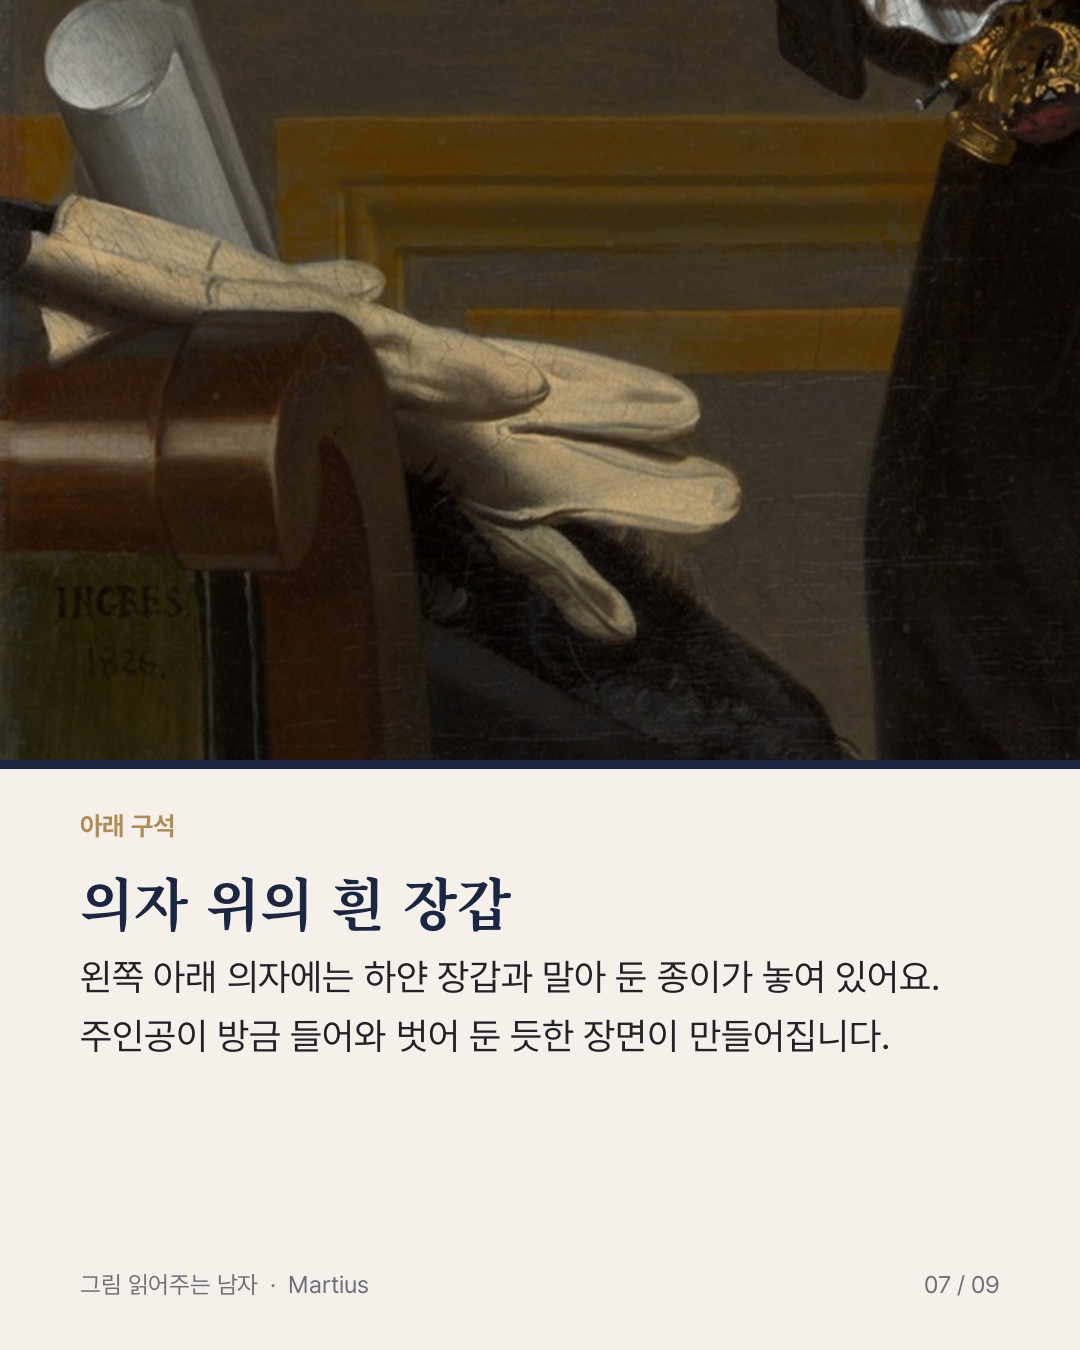 INGRES.
1826.
아래 구석
의자 위의 흰 장갑
왼쪽 아래 의자에는 하얀 장갑과 말아 둔 종이가 놓여 있어요.
주인공이 방금 들어와 벗어 둔 듯한 장면이 만들어집니다.
그림 읽어주는 남자 · Martius
07 / 09